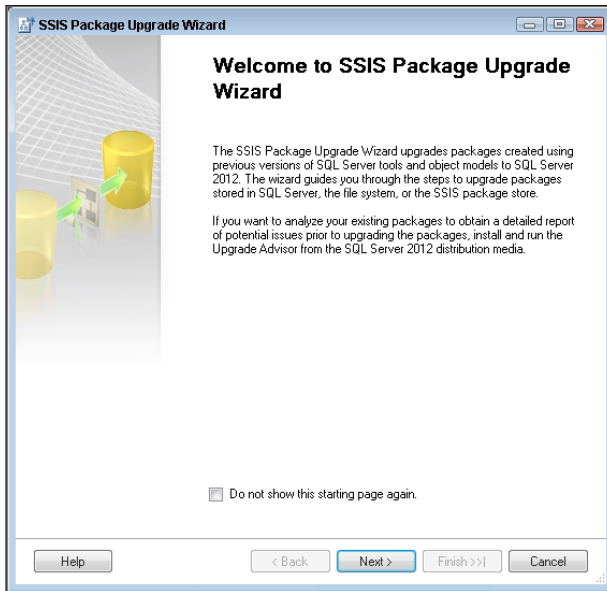 SSIS Package Upgrade Wizard
Welcome to SSIS Package Upgrade
Wizard
The SSIS Package Upgrade Wizard upgrades packages created using
previous versions of SQL Server tools and object models to SQL Server
2012. The wizard guides you through the steps to upgrade packages
stored in SQL Server, the file system, or the SSIS package store.
If you want to analyze your existing packages to obtain a detailed report
of potential issues prior to upgrading the packages, install and run the
Upgrade Advisor from the SQL Server 2012 distribution media.
Do not show this starting page again.
Help < Back Next > Finish >>| Cancel